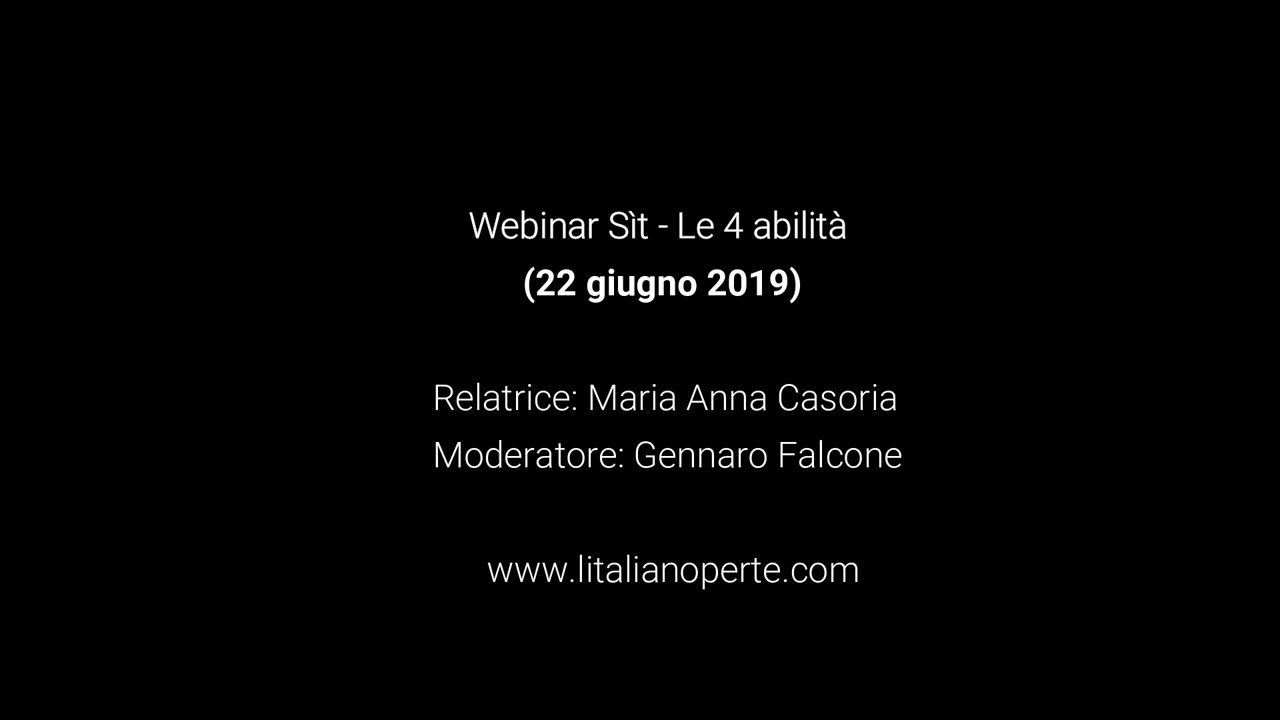 Webinar Sìt - Le 4 abilità
(22 giugno 2019)
Relatrice: Maria Anna Casoria
Moderatore: Gennaro Falcone
www.litalianoperte.com